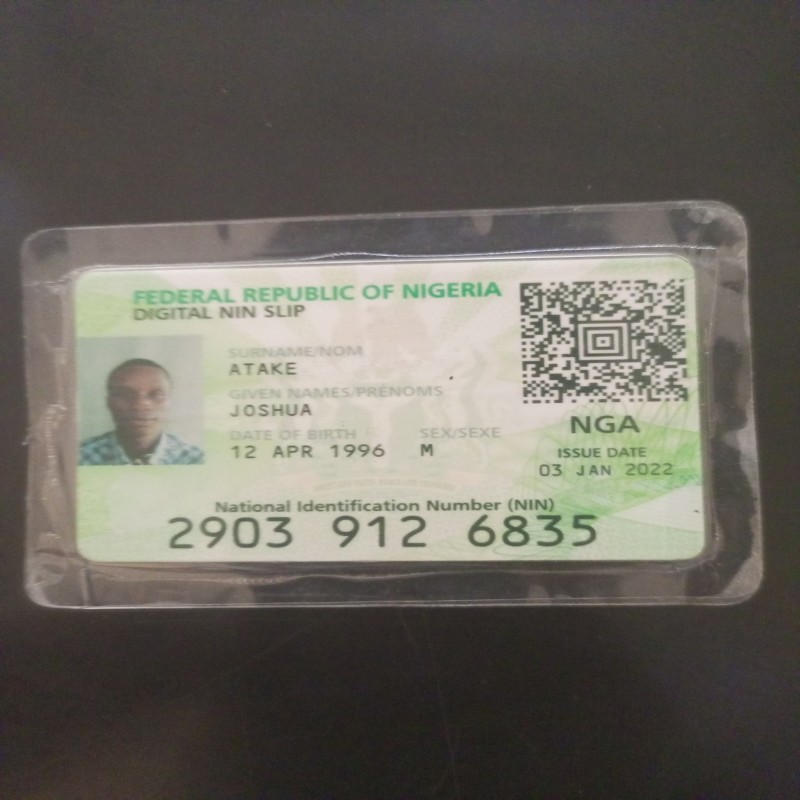 FEDERAL REPUBLIC OF NIGERIA
DIGITAL NIN SLIP
SURNAME/NOM
ATAKE
GIVEN NAMES/PRÉNOMS
JOSHUA
DATE OF BIRTH SEX/SEXE
12 APR 1996 M
NGA
ISSUE DATE
03 JAN 2022
National Identification Number (NIN)
2903 912 6835